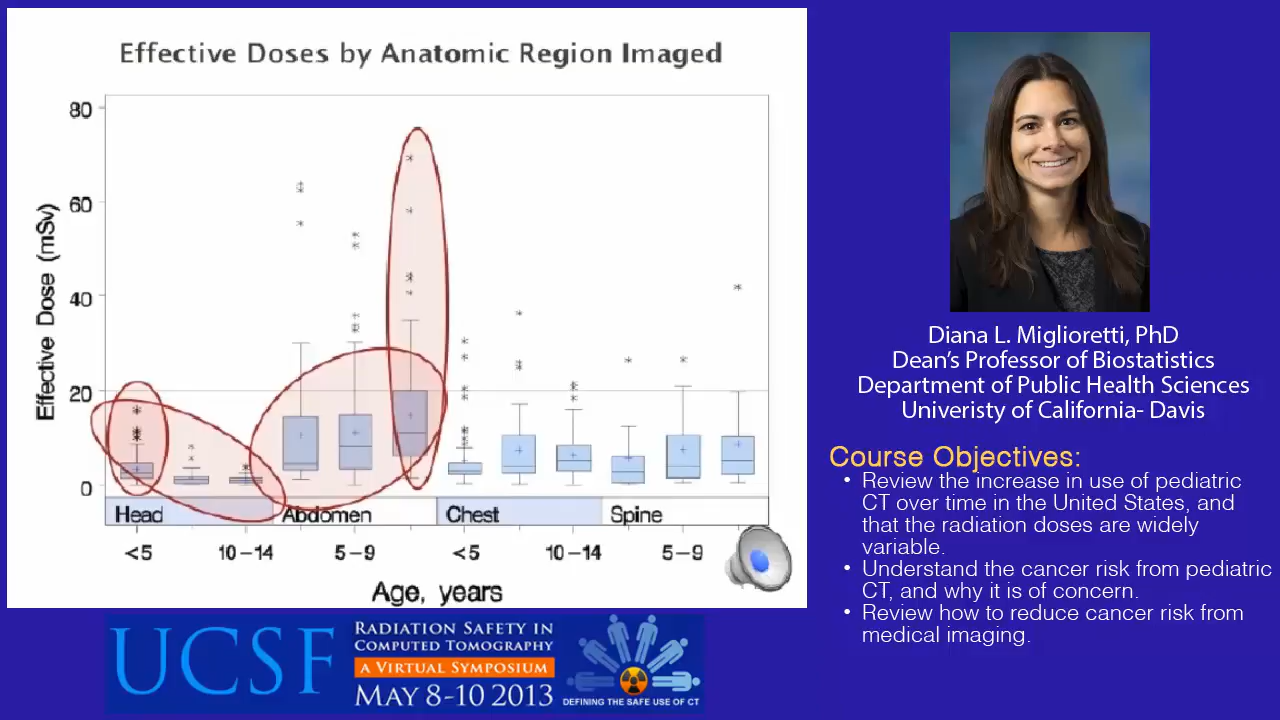 Effective Doses by Anatomic Region Imaged
80
60
40
20
0
Effective Dose (mSv)
Head
Abdomen
Chest
Spine
<5
10-14
5-9
<5
10-14
5-9
Age, years
UCSF
RADIATION SAFETY IN
COMPUTED TOMOGRAPHY
A VIRTUAL SYMPOSIUM
MAY 8-10 2013
DEFINING THE SAFE USE OF CT
Diana L. Miglioretti, PhD
Dean's Professor of Biostatistics
Department of Public Health Sciences
Univeristy of California- Davis
Course Objectives:
• Review the increase in use of pediatric
CT over time in the United States, and
that the radiation doses are widely
variable.
• Understand the cancer risk from pediatric
CT, and why it is of concern.
• Review how to reduce cancer risk from
medical imaging.